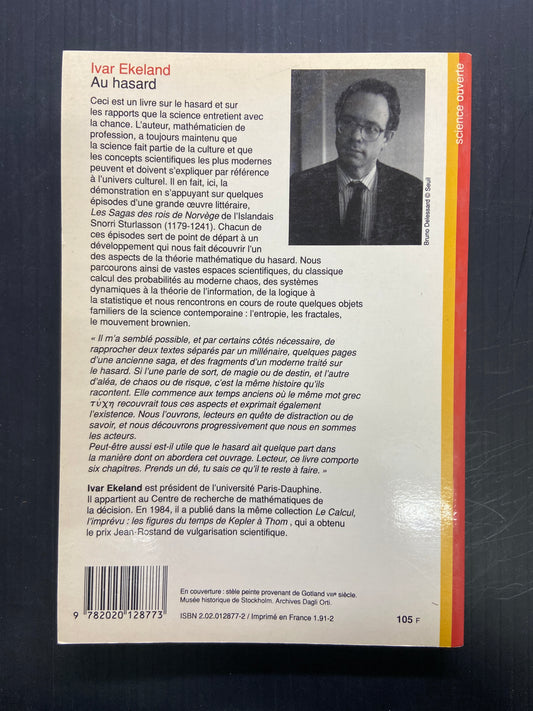 Ivar Ekeland
Au hasard
Ceci est un livre sur le hasard et sur
les rapports que la science entretient avec
la chance. L'auteur, mathématicien de
profession, a toujours maintenu que
la science fait partie de la culture et que
les concepts scientifiques les plus modernes
peuvent et doivent s'expliquer par référence
à l'univers culturel. Il en fait, ici, la
démonstration en s'appuyant sur quelques
épisodes d'une grande œuvre littéraire,
Les Sagas des rois de Norvège de l'Islandais
Snorri Sturlasson (1179-1241). Chacun de
ces épisodes sert de point de départ à un
développement qui nous fait découvrir l'un
des aspects de la théorie mathématique du hasard. Nous
parcourons ainsi de vastes espaces scientifiques, du classique
calcul des probabilités au moderne chaos, des systèmes
dynamiques à la théorie de l'information, de la logique à
la statistique et nous rencontrons en cours de route quelques objets
familiers de la science contemporaine : l'entropie, les fractales,
le mouvement brownien.
« Il m'a semblé possible, et par certains côtés nécessaire, de
rapprocher deux textes séparés par un millénaire, quelques pages
d'une ancienne saga, et des fragments d'un moderne traité sur
le hasard. Si l'une parle de sort, de magie ou de destin, et l'autre
d'aléa, de chaos ou de risque, c'est la même histoire qu'ils
racontent. Elle commence aux temps anciens où le même mot grec
τύχη recouvrait tous ces aspects et exprimait également
l'existence. Nous l'ouvrons, lecteurs en quête de distraction ou de
savoir, et nous découvrons progressivement que nous en sommes
les acteurs.
Peut-être aussi est-il utile que le hasard ait quelque part dans
la manière dont on abordera cet ouvrage. Lecteur, ce livre comporte
six chapitres. Prends un dé, tu sais ce qu'il te reste à faire. »
Ivar Ekeland est président de l'université Paris-Dauphine.
Il appartient au Centre de recherche de mathématiques de
la décision. En 1984, il a publié dans la même collection Le Calcul,
l'imprévu : les figures du temps de Kepler à Thom , qui a obtenu
le prix Jean-Rostand de vulgarisation scientifique.
En couverture : stèle peinte provenant de Gotland VIIIe siècle.
Musée historique de Stockholm. Archives Dagli Orti.
ISBN 2.02.012877-2 / Imprimé en France 1.91-2
105 F
9 782020 128773
Bruno Delessard © Seuil
science ouverte